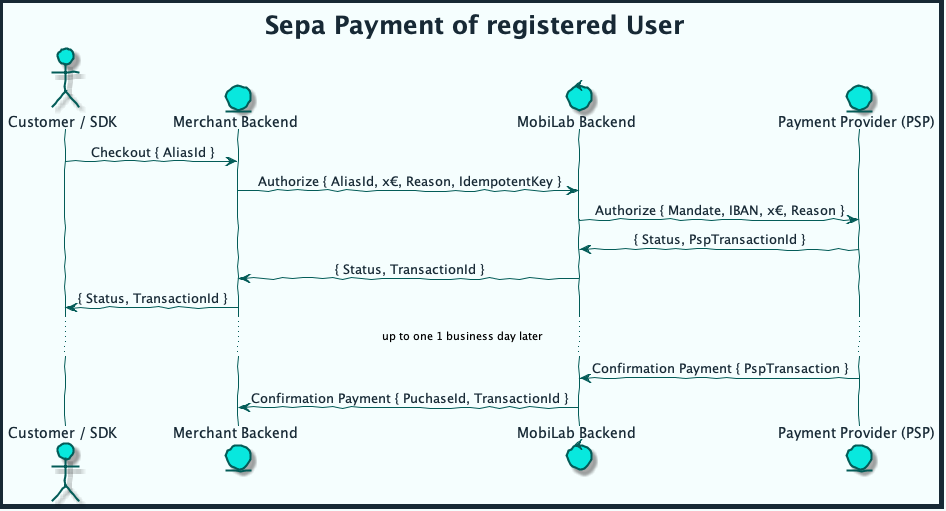 Sepa Payment of registered User
Customer / SDK
Merchant Backend
MobiLab Backend
Payment Provider (PSP)
Checkout { AliasId }
Authorize { AliasId, x€, Reason, IdempotentKey }
Authorize { Mandate, IBAN, x€, Reason }
{ Status, PspTransactionId }
{ Status, TransactionId }
{ Status, TransactionId }
up to one 1 business day later
Confirmation Payment { PspTransaction }
Confirmation Payment { PuchaseId, TransactionId }
Customer / SDK
Merchant Backend
MobiLab Backend
Payment Provider (PSP)